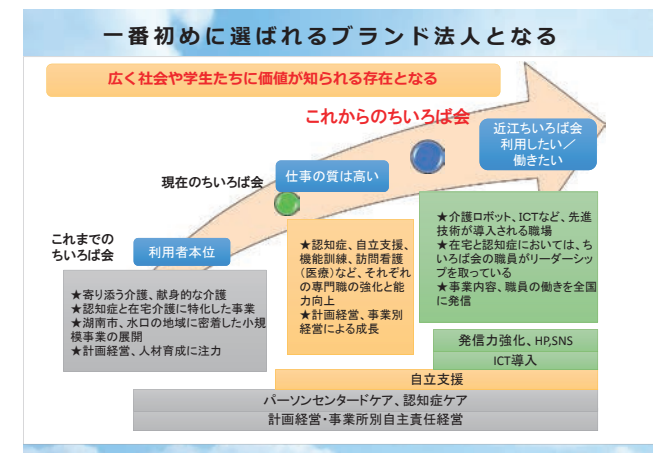 一番初めに選ばれるブランド法人となる
広く社会や学生たちに価値が知られる存在となる
これからのちいろば会
近江ちいろば会
利用したい／
働きたい
現在のちいろば会
仕事の質は高い
これまでの
ちいろば会
利用者本位
★寄り添う介護、献身的な介護
★認知症と在宅介護に特化した事業
★湖南市、水口の地域に密着した小規
模事業の展開
★計画経営、人材育成に注力
★認知症、自立支援、
機能訓練、訪問看護
（医療）など、それぞれ
の専門職の強化と能
力向上
★計画経営、事業別
経営による成長
★介護ロボット、ICTなど、先進
技術が導入される職場
★在宅と認知症においては、ち
いろば会の職員がリーダーシッ
プを取っている
★事業内容、職員の働きを全国
に発信
発信力強化、HP,SNS
ICT導入
自立支援
パーソンセンタードケア、認知症ケア
計画経営・事業所別自主責任経営